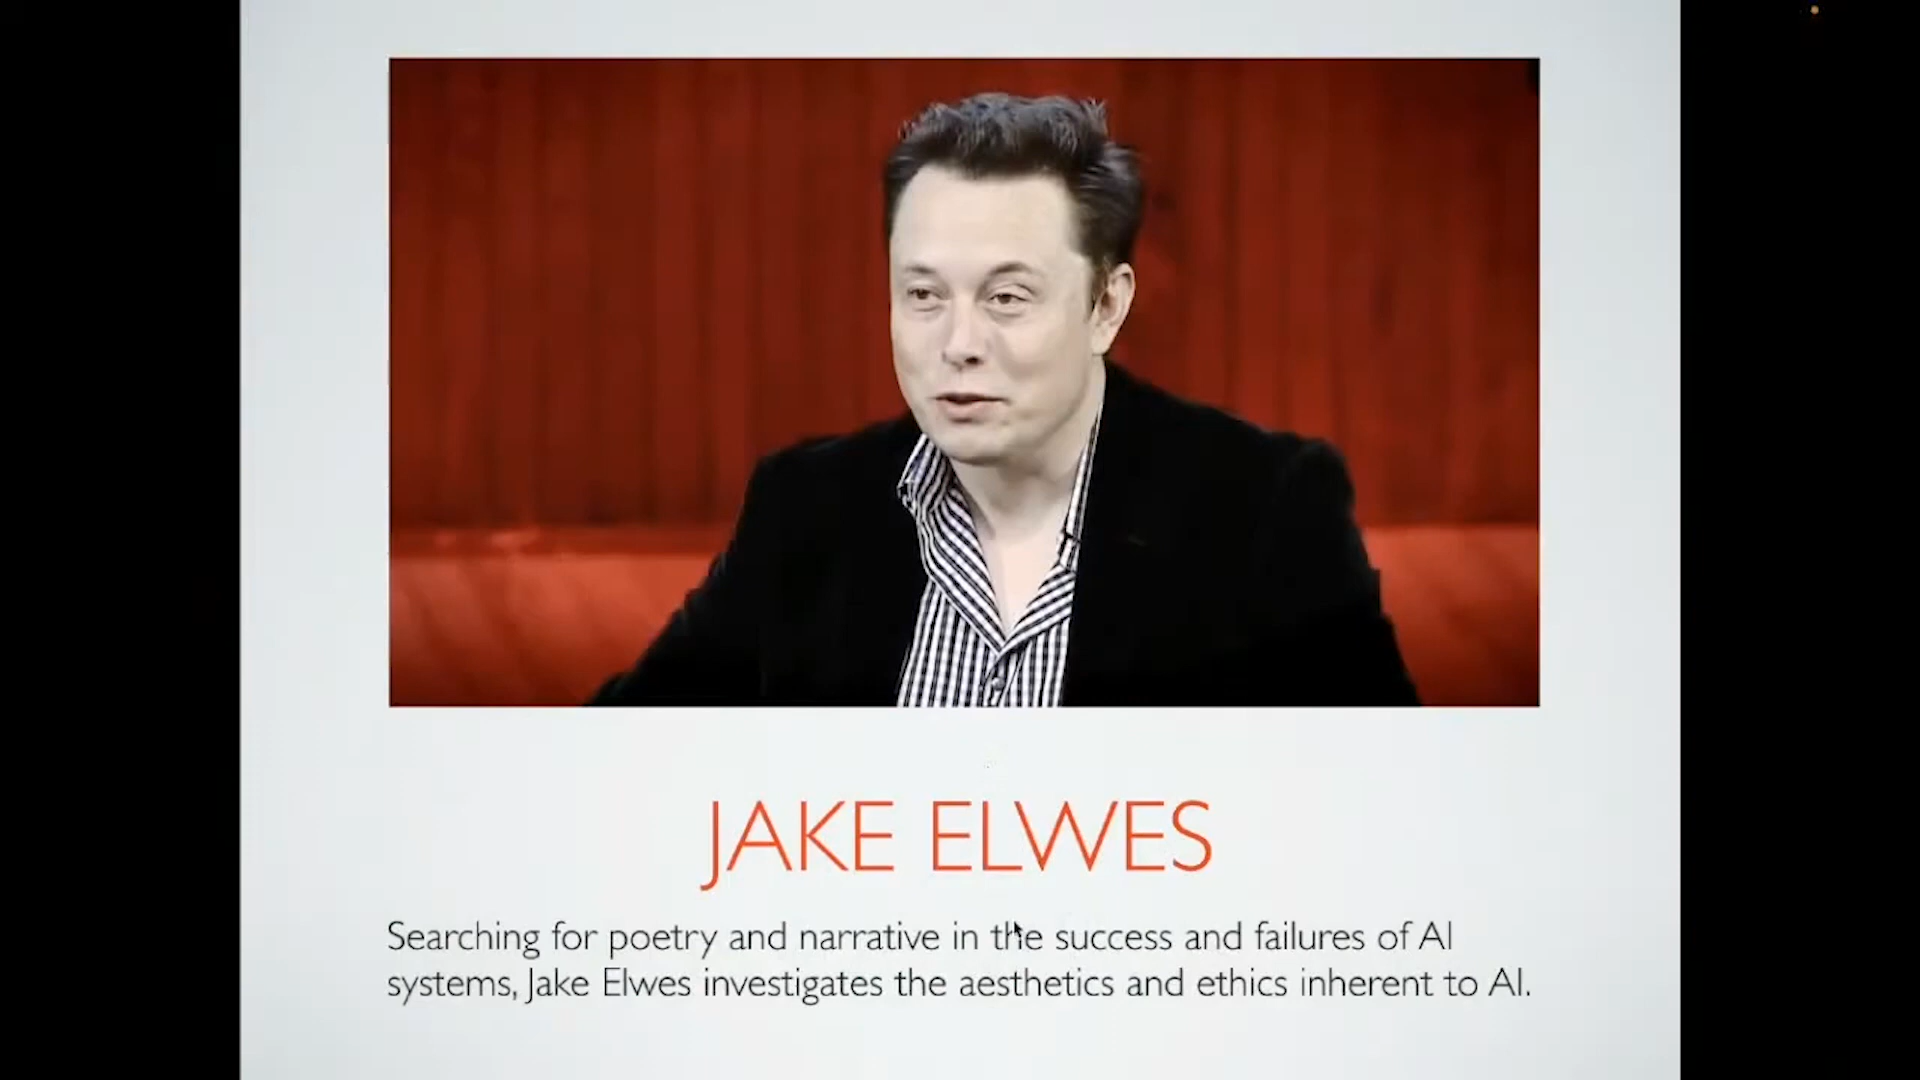 JAKE ELWES
Searching for poetry and narrative in the success and failures of AI
systems, Jake Elwes investigates the aesthetics and ethics inherent to AI.